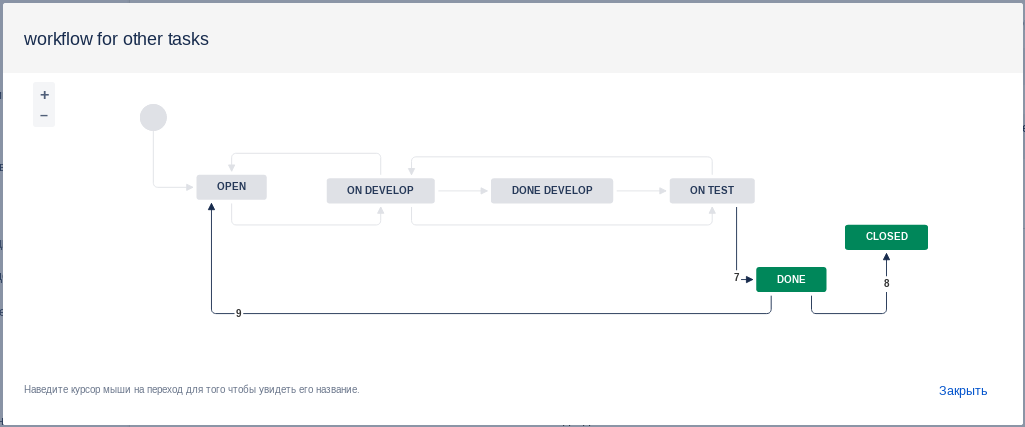 workflow for other tasks
+
–
OPEN
ON DEVELOP
DONE DEVELOP
ON TEST
CLOSED
7
DONE
8
9
Наведите курсор мыши на переход для того чтобы увидеть его название.
Закрыть